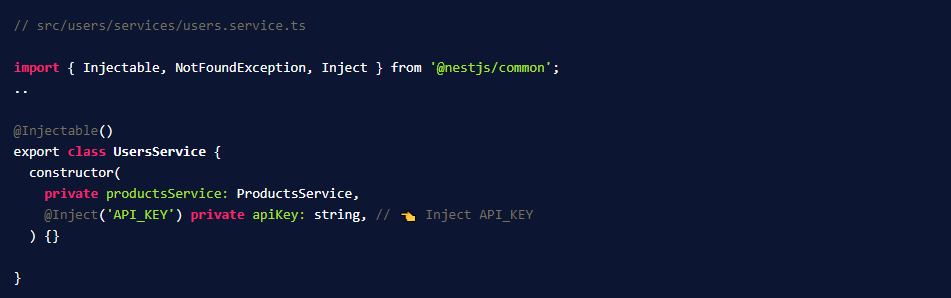 // src/users/services/users.service.ts
import { Injectable, NotFoundException, Inject } from '@nestjs/common';
..
@Injectable()
export class UsersService {
  constructor(
    private productsService: ProductsService,
    @Inject('API_KEY') private apiKey: string, // 👈 Inject API_KEY
  ) {}
}